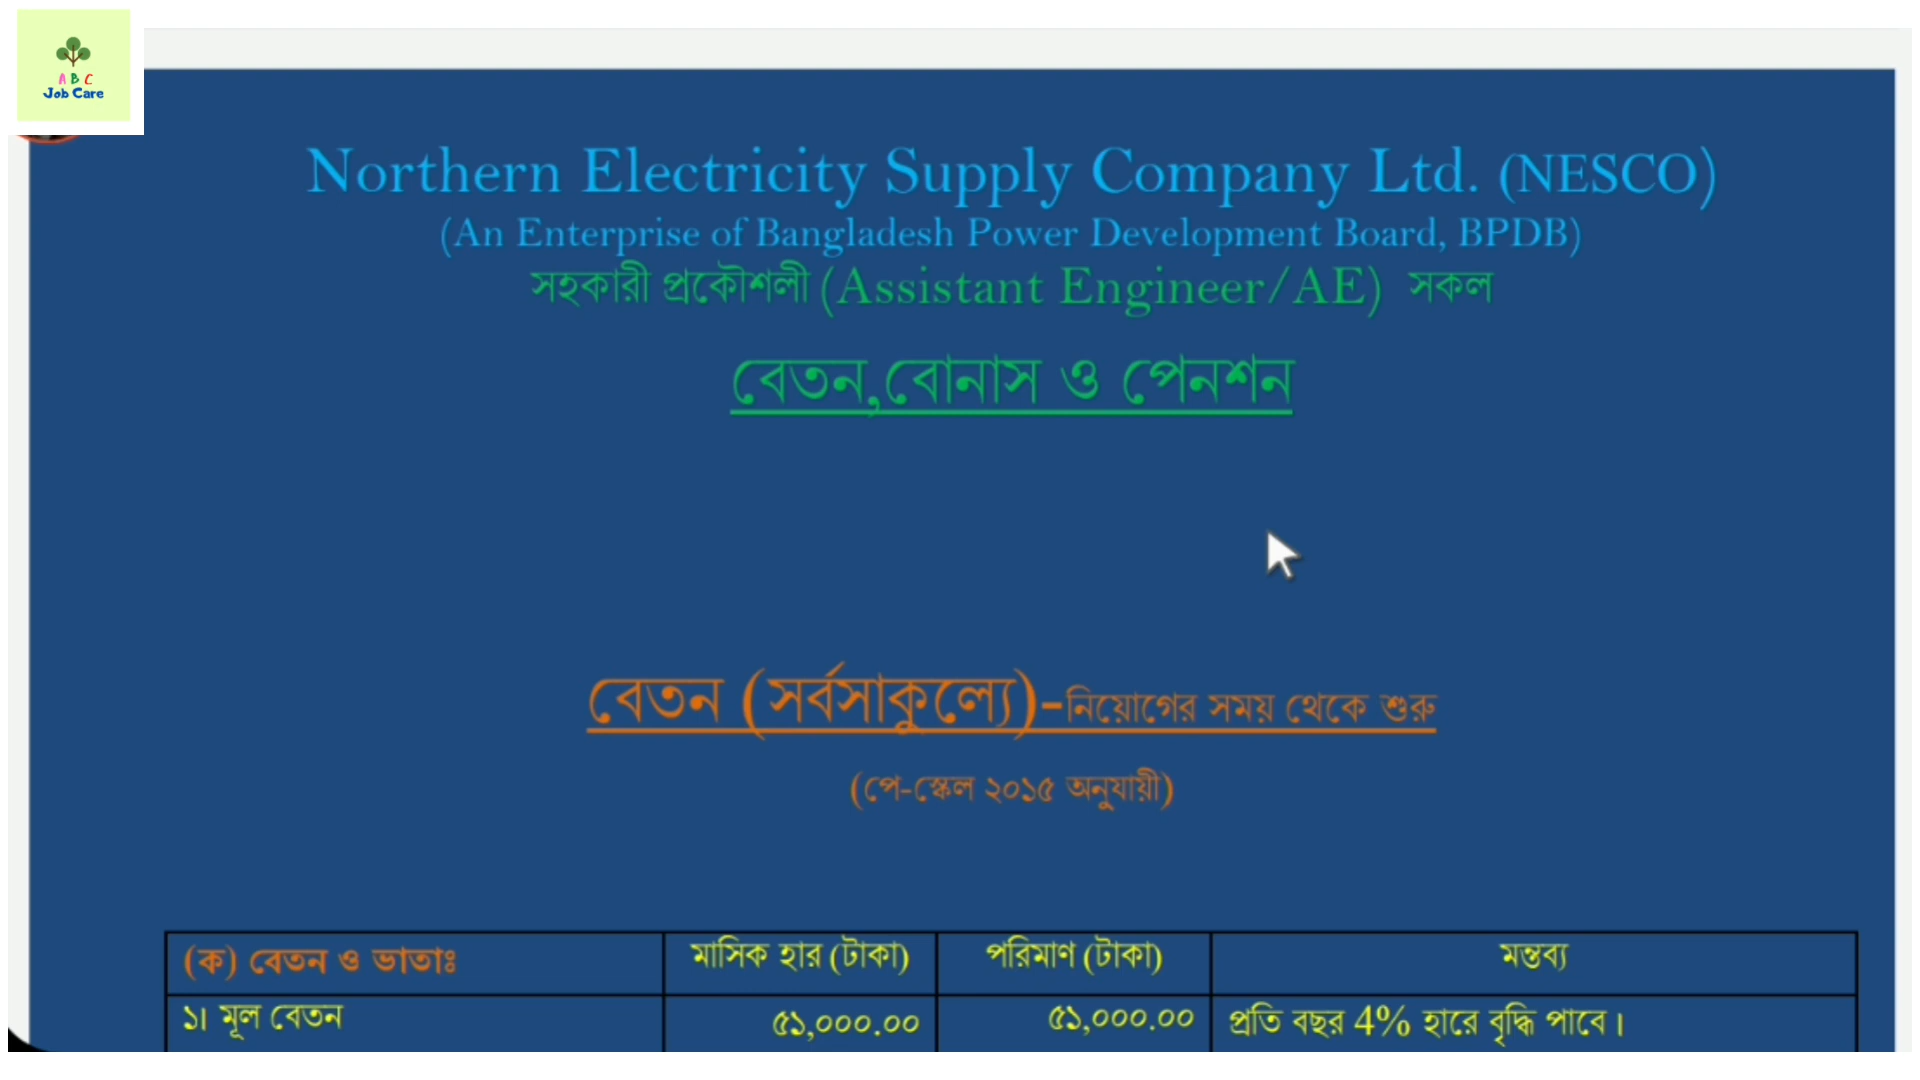 A B C
Job Care
Northern Electricity Supply Company Ltd. (NESCO)
(An Enterprise of Bangladesh Power Development Board, BPDB)
সহকারী প্রকৌশলী (Assistant Engineer/AE) সকল
বেতন,বোনাস ও পেনশন
বেতন (সর্বসাকুল্যে)-নিয়োগের সময় থেকে শুরু
(পে-স্কেল ২০১৫ অনুযায়ী)
(ক) বেতন ও ভাতাঃ মাসিক হার (টাকা) পরিমাণ (টাকা) মন্তব্য
১। মূল বেতন ৫১,০০০.০০ ৫১,০০০.০০ প্রতি বছর 4% হারে বৃদ্ধি পাবে।